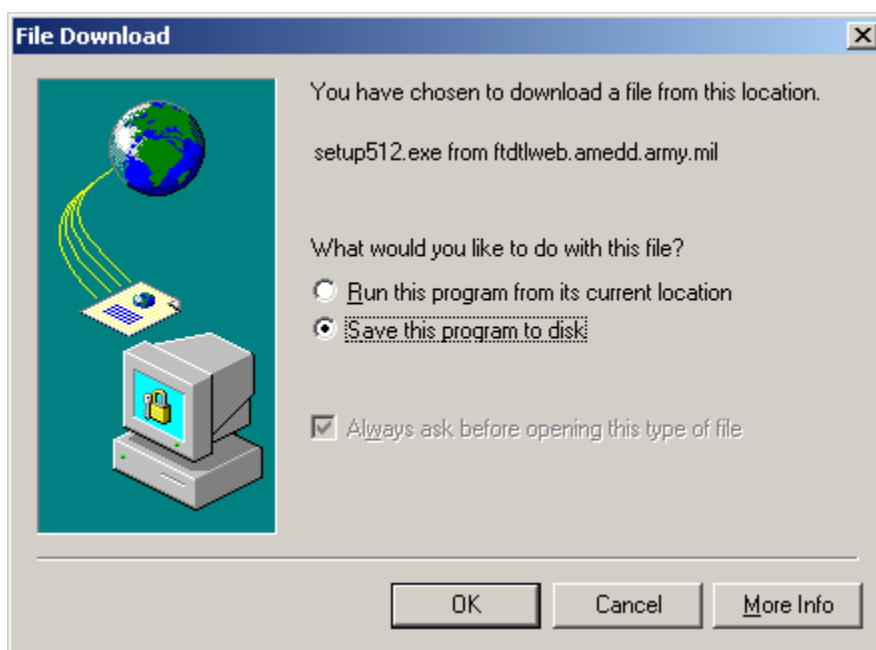 File Download
You have chosen to download a file from this location.
setup512.exe from ftdtlweb.amedd.army.mil
What would you like to do with this file?
Run this program from its current location
Save this program to disk
Always ask before opening this type of file
OK
Cancel
More Info